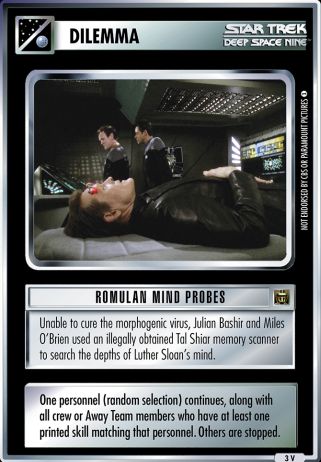 DILEMMA
STAR TREK
DEEP SPACE NINE
NOT ENDORSED BY CBS OR PARAMOUNT PICTURES
ROMULAN MIND PROBES
Unable to cure the morphogenic virus, Julian Bashir and Miles
O'Brien used an illegally obtained Tal Shiar memory scanner
to search the depths of Luther Sloan's mind.
One personnel (random selection) continues, along with
all crew or Away Team members who have at least one
printed skill matching that personnel. Others are stopped.
3 V